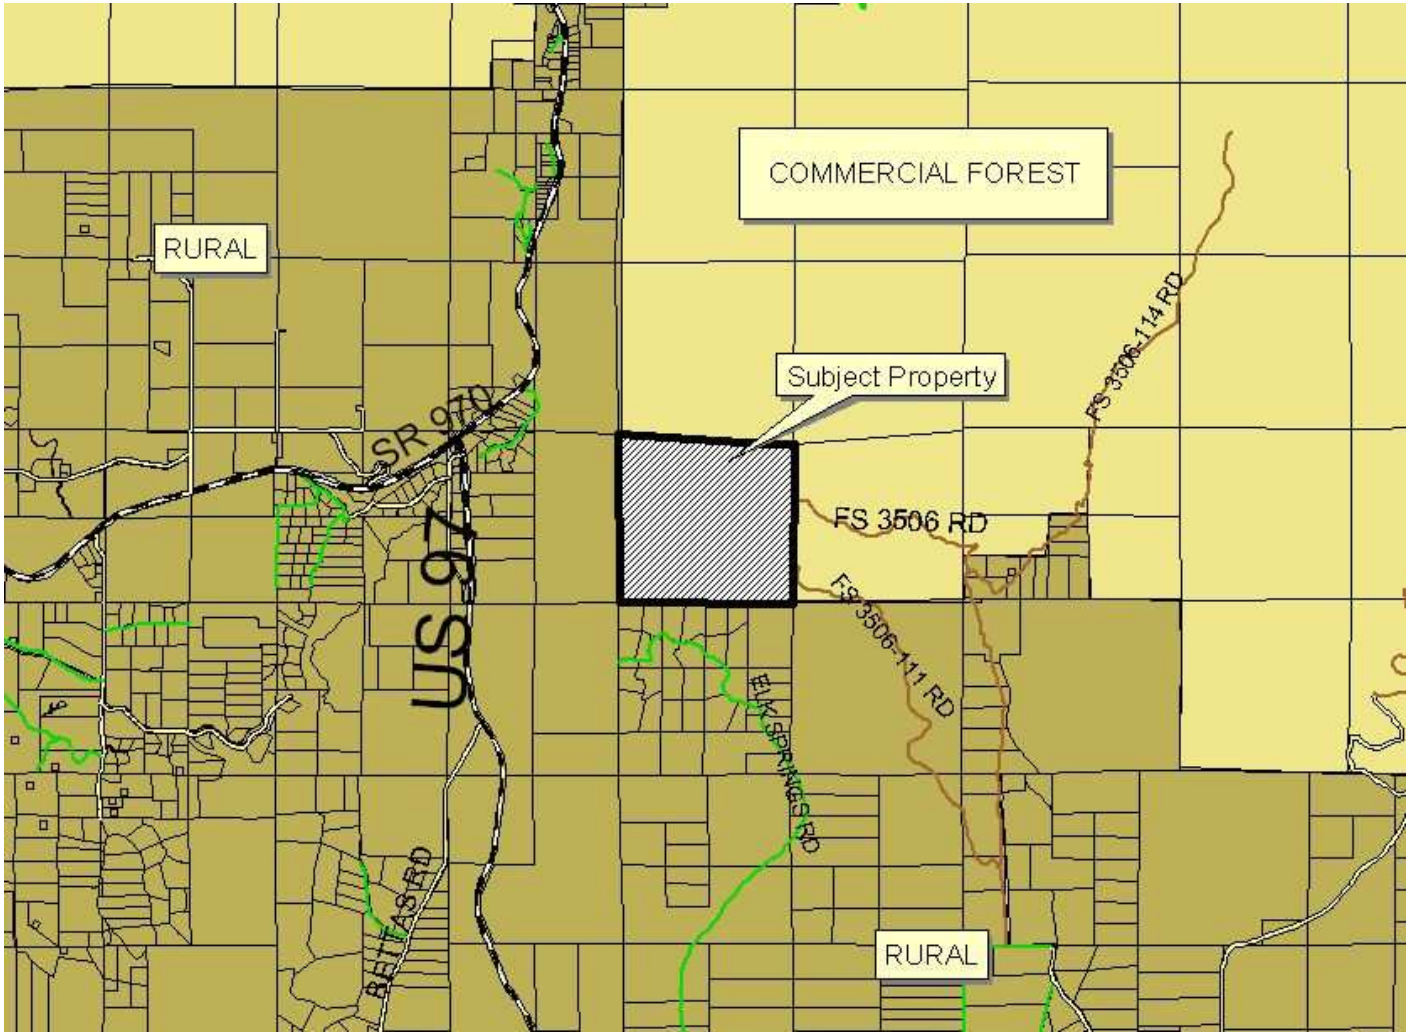 COMMERCIAL FOREST
RURAL
FS 3506-114 RD
Subject Property
SR 970
FS 3506 RD
US 97
FS 3506-111 RD
ELK SPRINGS RD
BETTAS RD
RURAL